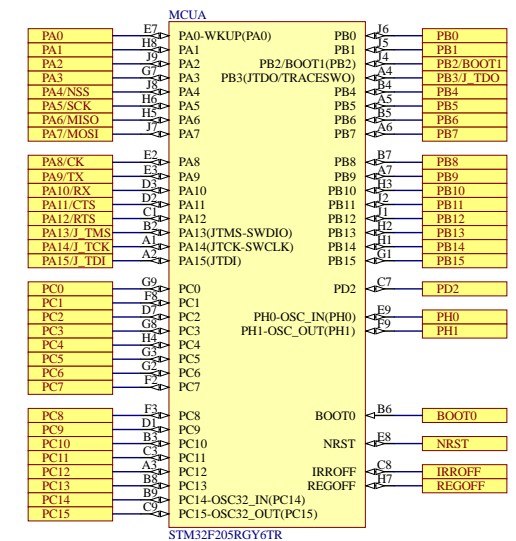 MCUA
PA0 E7 PA0-WKUP(PA0) PB0 J6 PB0
PA1 H8 PA1 PB1 J5 PB1
PA2 J9 PA2 PB2/BOOT1(PB2) J4 PB2/BOOT1
PA3 G7 PA3 PB3(JTDO/TRACESWO) A4 PB3/J_TDO
PA4/NSS J8 PA4 PB4 B4 PB4
PA5/SCK H6 PA5 PB5 A5 PB5
PA6/MISO H5 PA6 PB6 B5 PB6
PA7/MOSI J7 PA7 PB7 A6 PB7
PA8/CK E2 PA8 PB8 B7 PB8
PA9/TX E3 PA9 PB9 A7 PB9
PA10/RX D3 PA10 PB10 H3 PB10
PA11/CTS D2 PA11 PB11 J2 PB11
PA12/RTS C1 PA12 PB12 J1 PB12
PA13/J_TMS B2 PA13(JTMS-SWDIO) PB13 H2 PB13
PA14/J_TCK A1 PA14(JTCK-SWCLK) PB14 H1 PB14
PA15/J_TDI A2 PA15(JTDI) PB15 G1 PB15
PC0 G9 PC0 PD2 C7 PD2
PC1 F8 PC1
PC2 D7 PC2 PH0-OSC_IN(PH0) E9 PH0
PC3 G8 PC3 PH1-OSC_OUT(PH1) F9 PH1
PC4 H4 PC4
PC5 G3 PC5
PC6 G2 PC6
PC7 F2 PC7
PC8 F3 PC8 BOOT0 B6 BOOT0
PC9 D1 PC9
PC10 B3 PC10 NRST E8 NRST
PC11 C3 PC11
PC12 A3 PC12 IRROFF C8 IRROFF
PC13 B8 PC13 REGOFF H7 REGOFF
PC14 B9 PC14-OSC32_IN(PC14)
PC15 C9 PC15-OSC32_OUT(PC15)
STM32F205RGY6TR